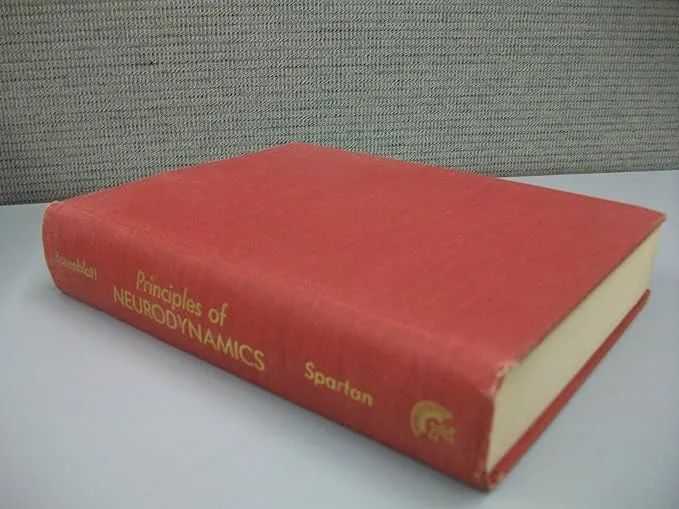 Rosenblatt
Principles of
NEURODYNAMICS
Spartan